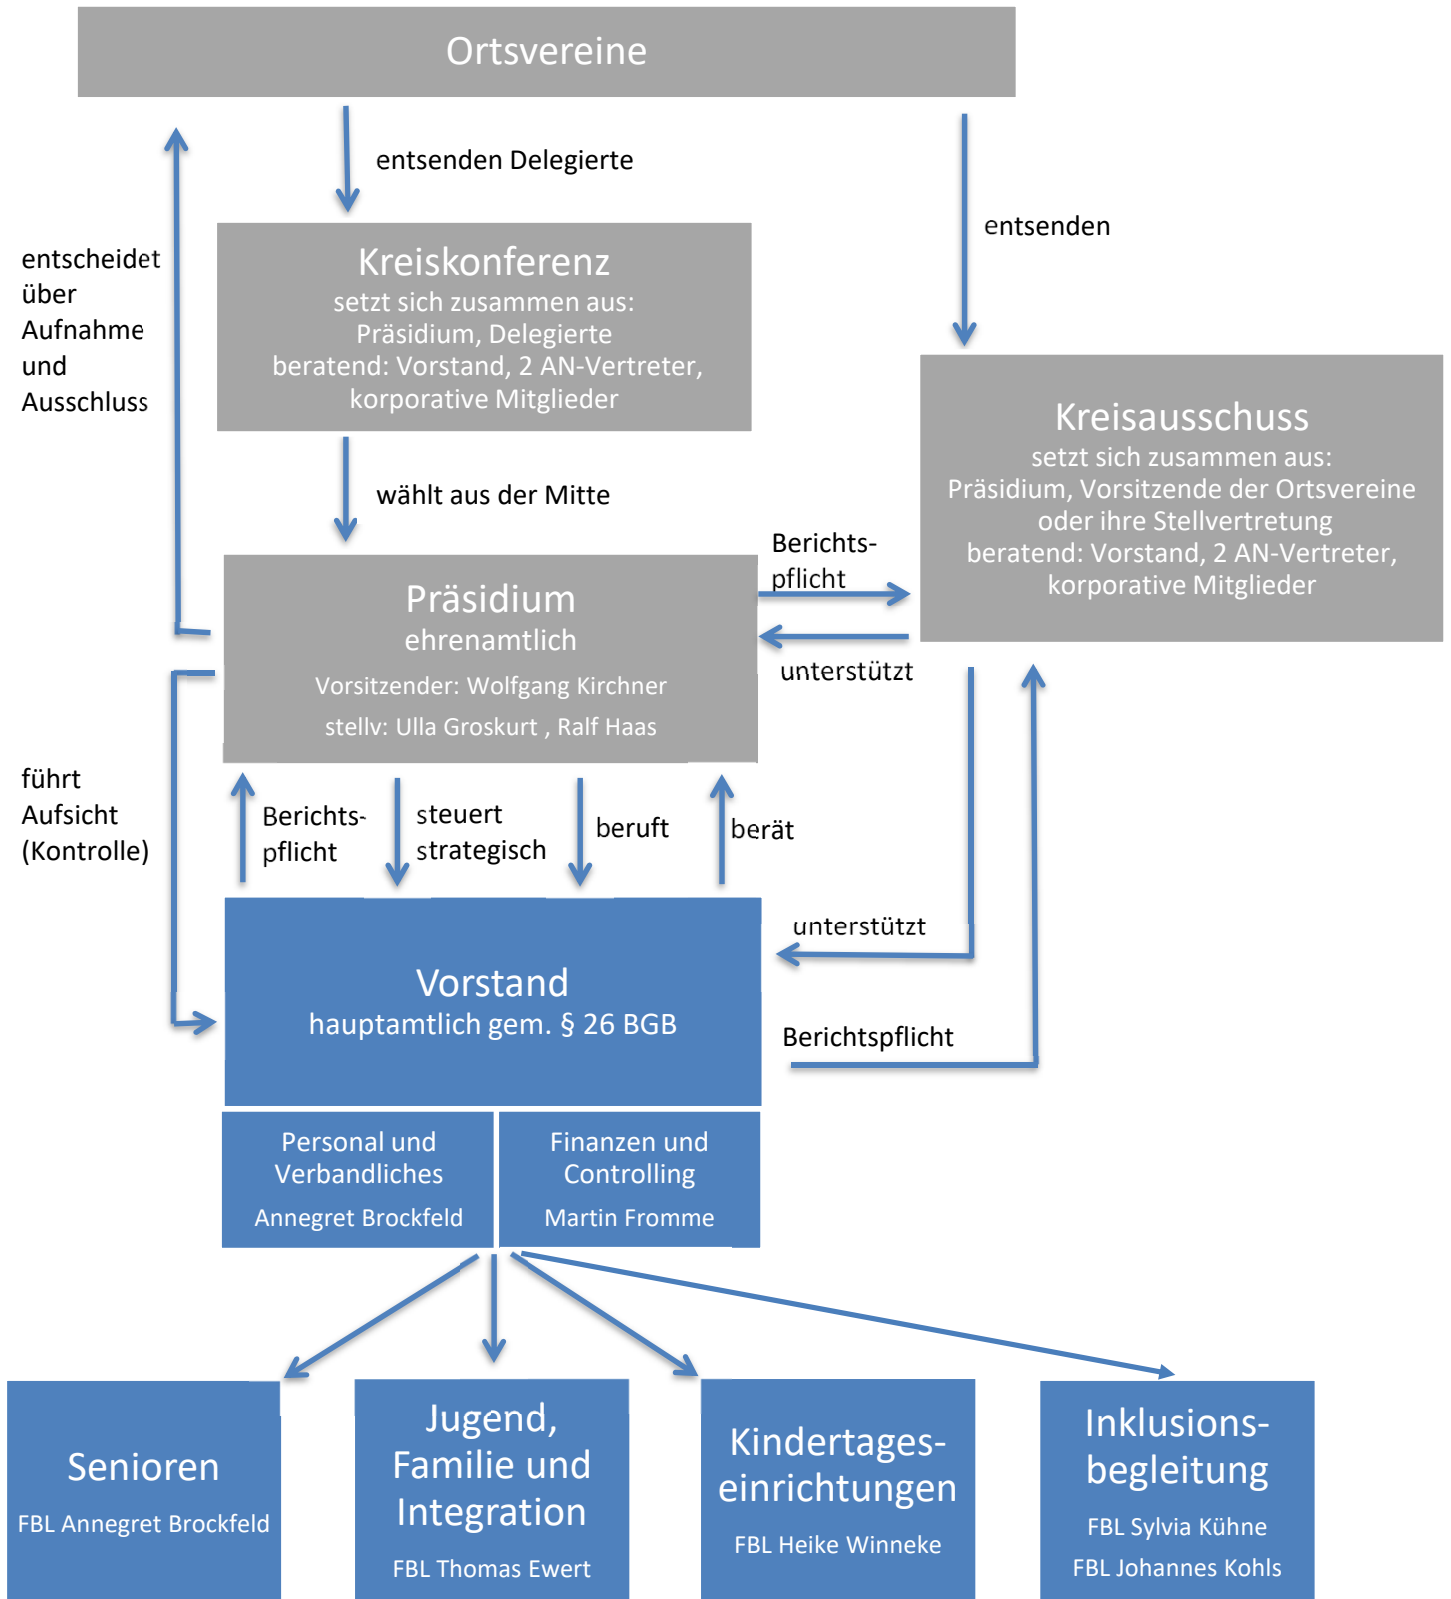 Ortsvereine
entsenden Delegierte
entsenden
entscheidet
über
Aufnahme
und
Ausschluss
Kreiskonferenz
setzt sich zusammen aus:
Präsidium, Delegierte
beratend: Vorstand, 2 AN-Vertreter,
korporative Mitglieder
Kreisausschuss
setzt sich zusammen aus:
Präsidium, Vorsitzende der Ortsvereine
oder ihre Stellvertretung
beratend: Vorstand, 2 AN-Vertreter,
korporative Mitglieder
wählt aus der Mitte
Berichts-
pflicht
Präsidium
ehrenamtlich
Vorsitzender: Wolfgang Kirchner
stellv: Ulla Groskurt , Ralf Haas
unterstützt
führt
Aufsicht
(Kontrolle)
Berichts-
pflicht
steuert
strategisch
beruft
berät
unterstützt
Vorstand
hauptamtlich gem. § 26 BGB
Berichtspflicht
Personal und
Verbandliches
Annegret Brockfeld
Finanzen und
Controlling
Martin Fromme
Senioren
FBL Annegret Brockfeld
Jugend,
Familie und
Integration
FBL Thomas Ewert
Kindertages-
einrichtungen
FBL Heike Winneke
Inklusions-
begleitung
FBL Sylvia Kühne
FBL Johannes Kohls